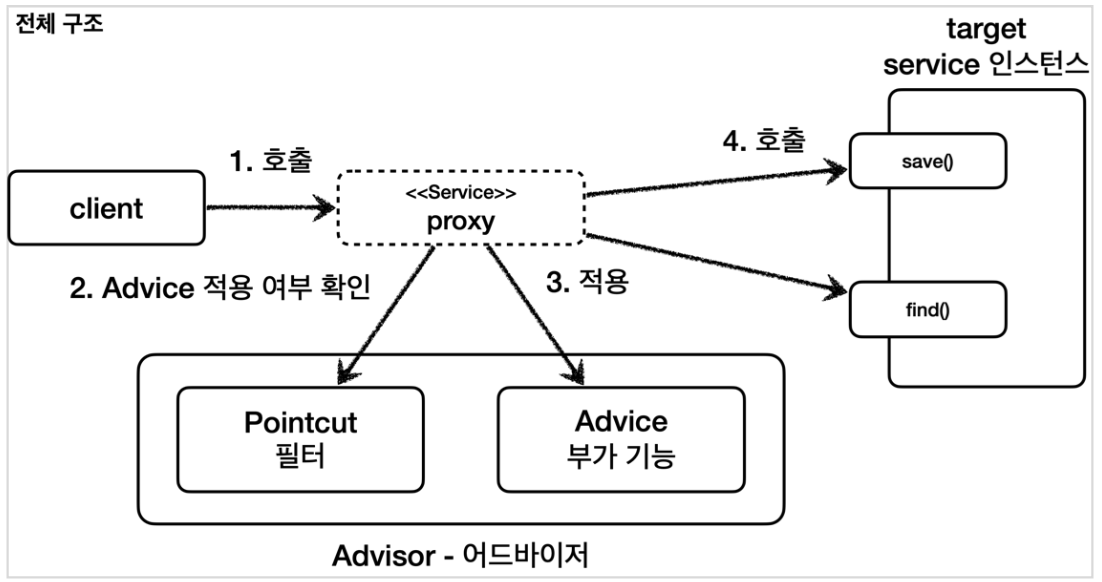 전체 구조
target
service 인스턴스
1. 호출
4. 호출
save()
client
<<Service>>
proxy
2. Advice 적용 여부 확인
3. 적용
find()
Pointcut
필터
Advice
부가 기능
Advisor - 어드바이저